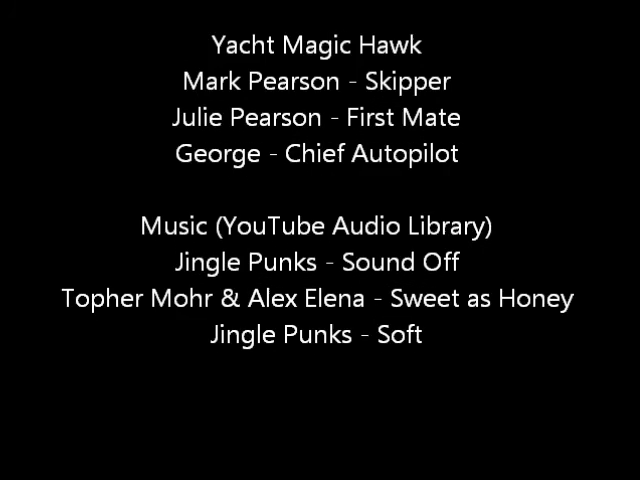 Yacht Magic Hawk
Mark Pearson - Skipper
Julie Pearson - First Mate
George - Chief Autopilot
Music (YouTube Audio Library)
Jingle Punks - Sound Off
Topher Mohr & Alex Elena - Sweet as Honey
Jingle Punks - Soft